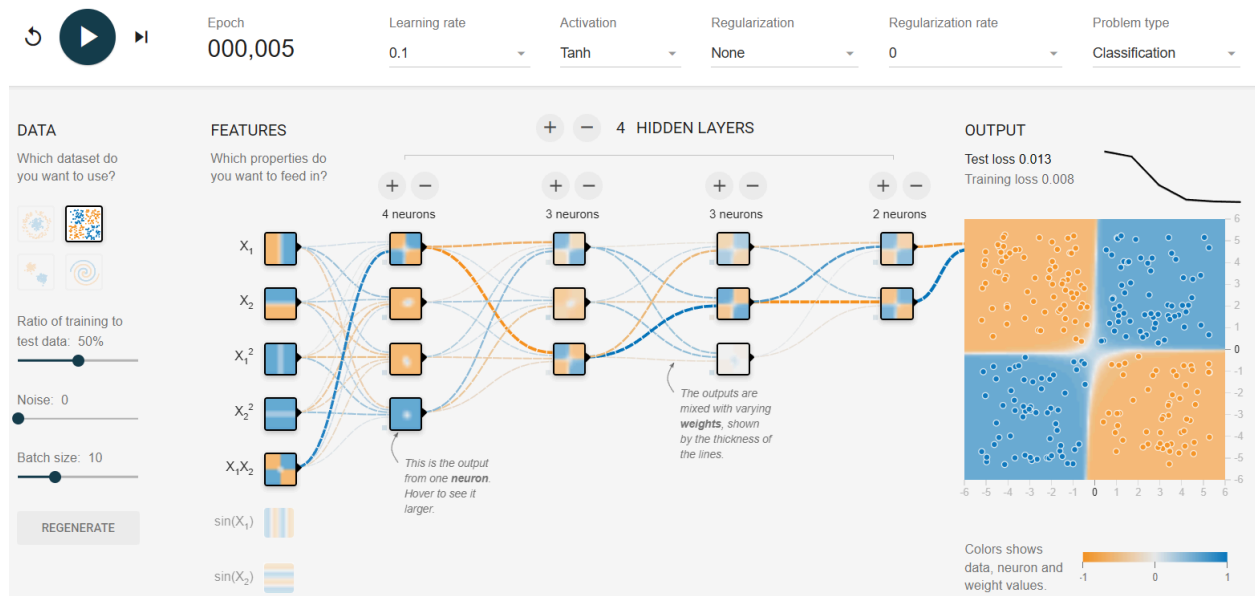 Epoch
000,005
Learning rate
0.1
Activation
Tanh
Regularization
None
Regularization rate
0
Problem type
Classification
DATA
Which dataset do
you want to use?
Ratio of training to
test data: 50%
Noise: 0
Batch size: 10
REGENERATE
FEATURES
Which properties do
you want to feed in?
X₁
X₂
X₁²
X₂²
X₁X₂
sin(X₁)
sin(X₂)
+ − 4 HIDDEN LAYERS
+ −
4 neurons
+ −
3 neurons
+ −
3 neurons
+ −
2 neurons
This is the output
from one neuron.
Hover to see it
larger.
The outputs are
mixed with varying
weights, shown
by the thickness of
the lines.
OUTPUT
Test loss 0.013
Training loss 0.008
6
5
4
3
2
1
0
-1
-2
-3
-4
-5
-6
-6 -5 -4 -3 -2 -1 0 1 2 3 4 5 6
Colors shows
data, neuron and
weight values.
-1 0 1